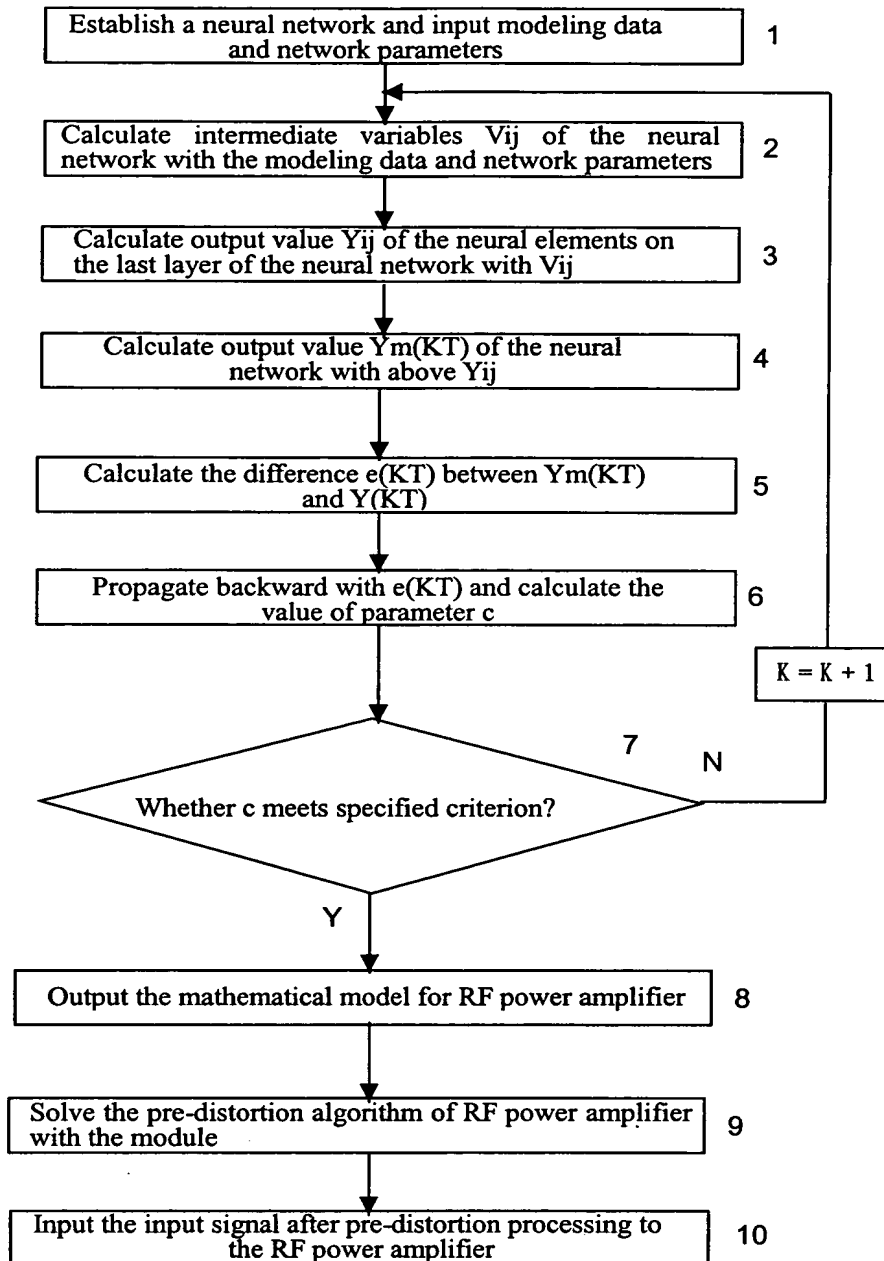 Establish a neural network and input modeling data
and network parameters
1
Calculate intermediate variables Vij of the neural
network with the modeling data and network parameters
2
Calculate output value Yij of the neural elements on
the last layer of the neural network with Vij
3
Calculate output value Ym(KT) of the neural
network with above Yij
4
Calculate the difference e(KT) between Ym(KT)
and Y(KT)
5
Propagate backward with e(KT) and calculate the
value of parameter c
6
K = K + 1
7
N
Whether c meets specified criterion?
Y
Output the mathematical model for RF power amplifier
8
Solve the pre-distortion algorithm of RF power amplifier
with the module
9
Input the input signal after pre-distortion processing to
the RF power amplifier
10